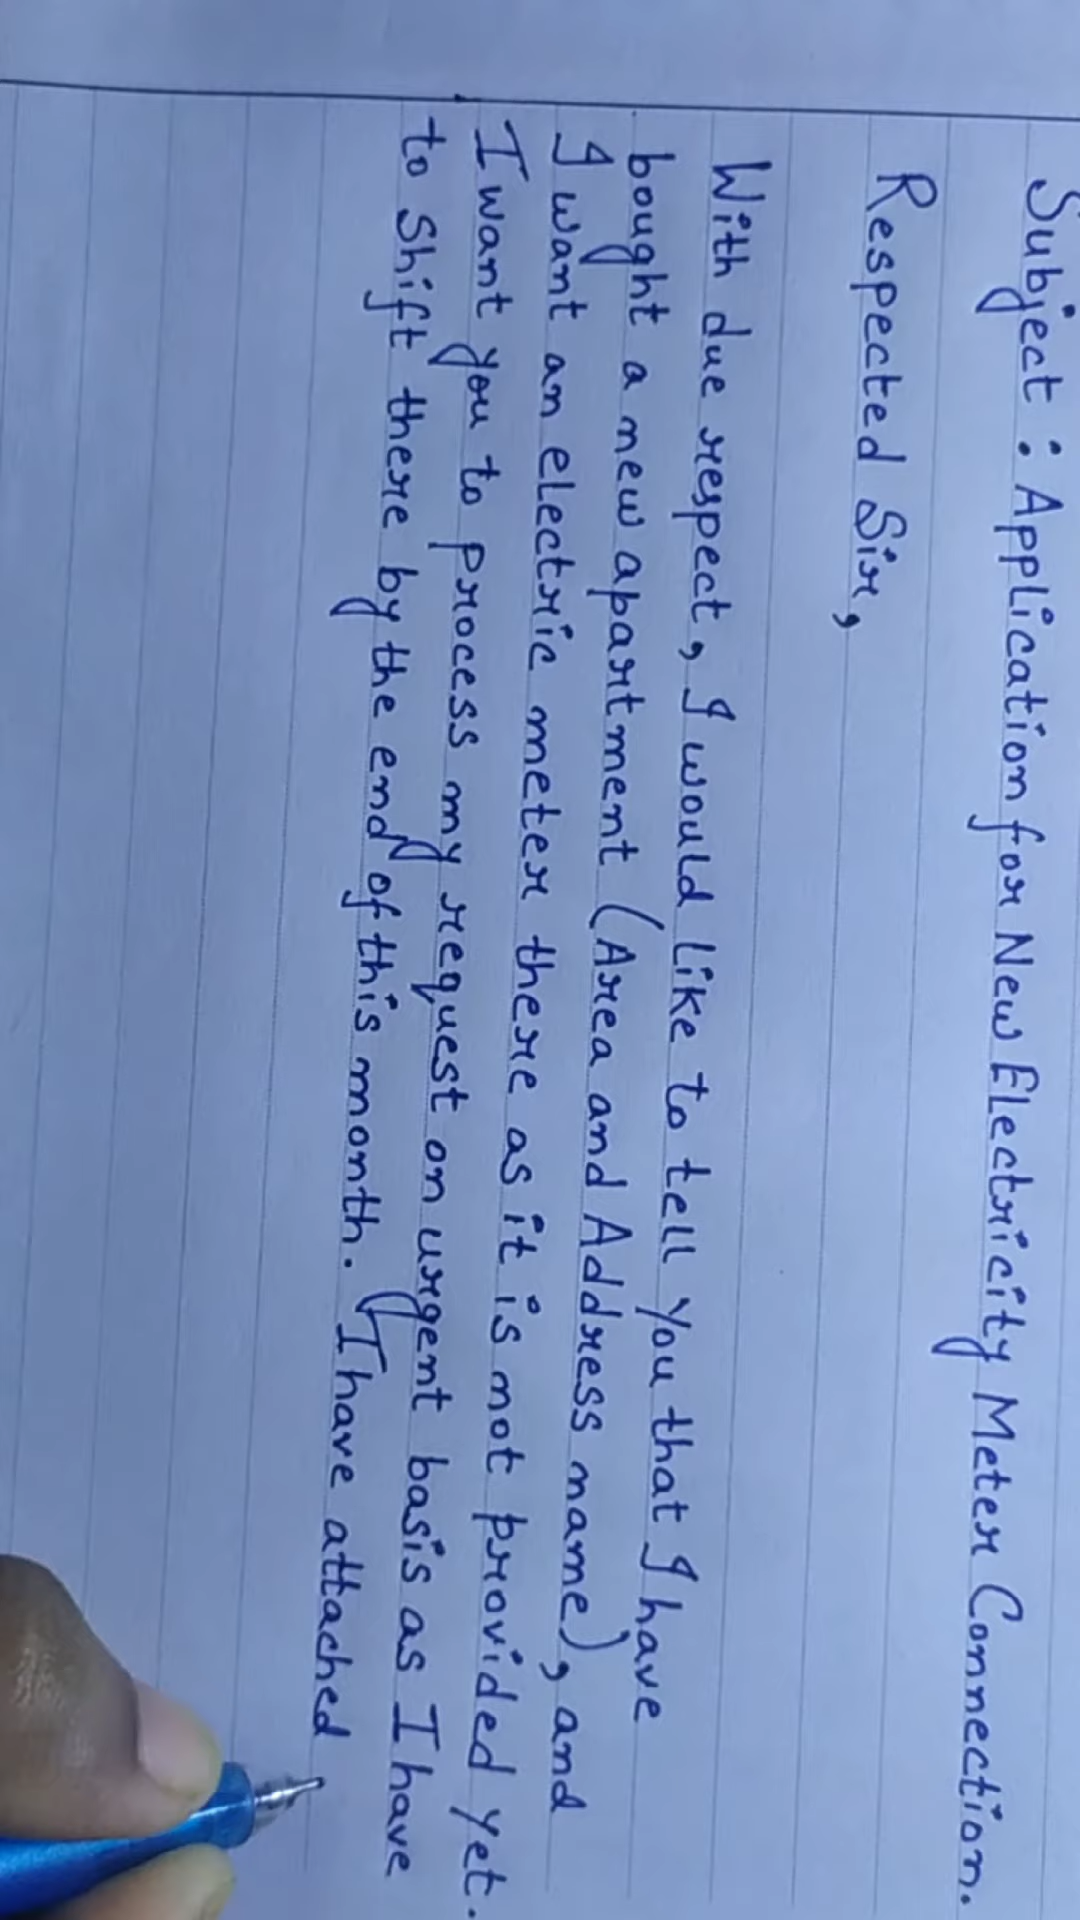 Subject : Application for New Electricity Meter Connection.
Respected Sir,
With due respect, I would like to tell you that I have
bought a new apartment (Area and Address name), and
I want an electric meter there as it is not provided yet.
I want you to process my request on urgent basis as I have
to Shift there by the end of this month. I have attached